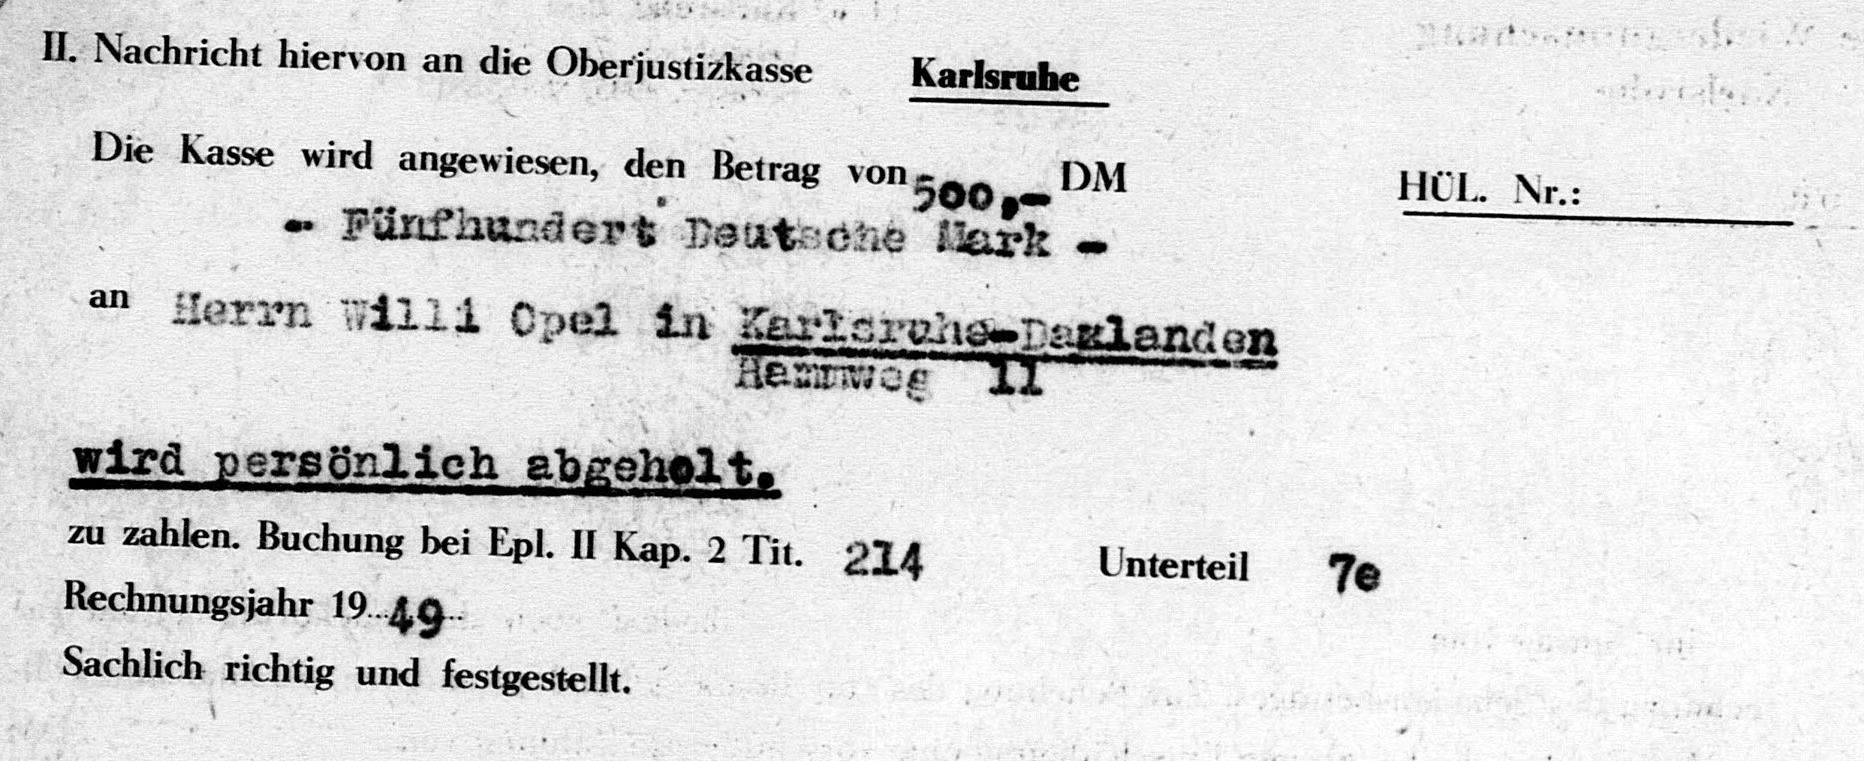 II. Nachricht hiervon an die Oberjustizkasse Karlsruhe
Die Kasse wird angewiesen, den Betrag von 500,- DM HÜL. Nr.:
- Fünfhundert Deutsche Mark -
an Herrn Willi Opel in Karlsruhe-Daxlanden
Hammweg 11
wird persönlich abgeholt.
zu zahlen. Buchung bei Epl. II Kap. 2 Tit. 214 Unterteil 7e
Rechnungsjahr 19 49
Sachlich richtig und festgestellt.